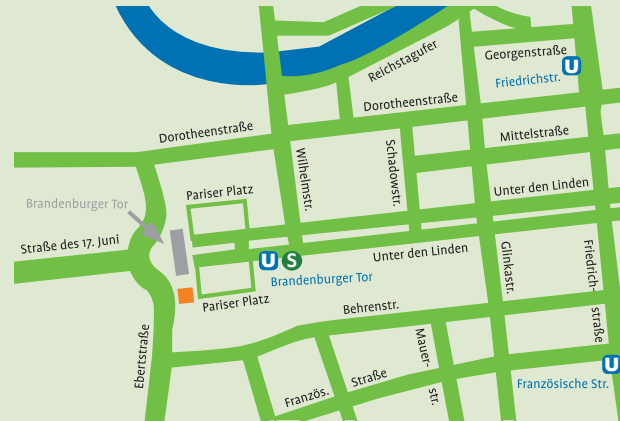 Reichstagufer
Georgenstraße
U
Friedrichstr.
Dorotheenstraße
Dorotheenstraße
Mittelstraße
Wilhelmstr.
Schadowstr.
Pariser Platz
Unter den Linden
Brandenburger Tor
Straße des 17. Juni
Unter den Linden
U S
Brandenburger Tor
Glinkastr.
Friedrich-
straße
Pariser Platz
Behrenstr.
Ebertstraße
Mauer-
str.
Französ. Straße
U
Französische Str.